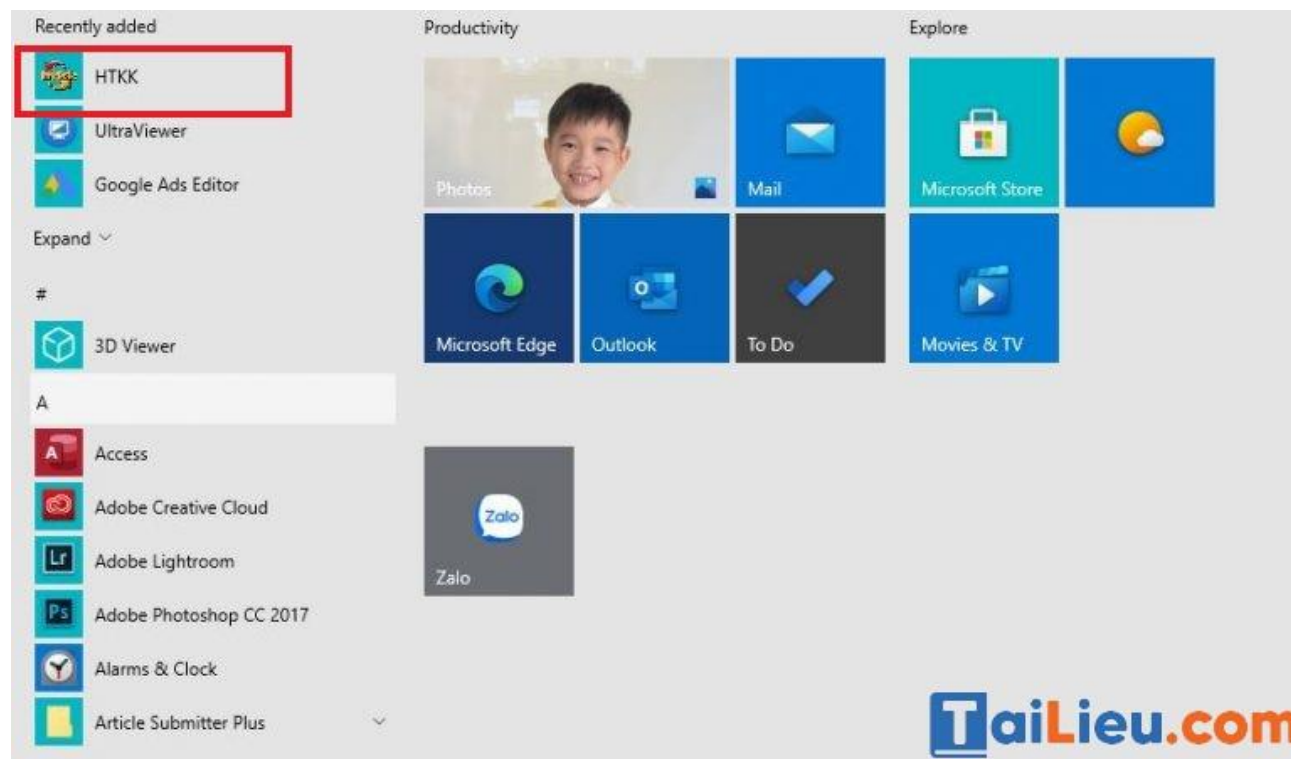 Recently added
HTKK
UltraViewer
Google Ads Editor
Expand
#
3D Viewer
A
Access
Adobe Creative Cloud
Adobe Lightroom
Adobe Photoshop CC 2017
Alarms & Clock
Article Submitter Plus
Productivity
Photos
Mail
Microsoft Edge
Outlook
To Do
Zalo
Zalo
Explore
Microsoft Store
Movies & TV
TaiLieu.com